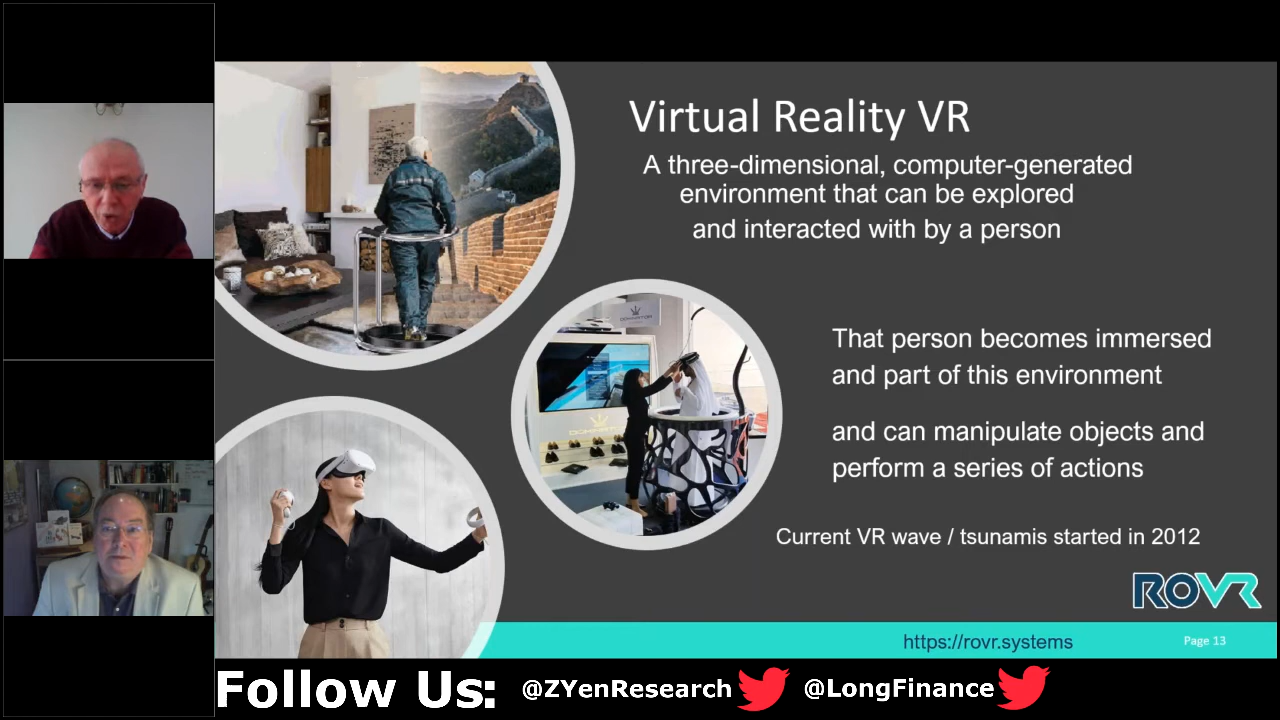 Virtual Reality VR
A three-dimensional, computer-generated
environment that can be explored
and interacted with by a person
That person becomes immersed
and part of this environment
and can manipulate objects and
perform a series of actions
Current VR wave / tsunamis started in 2012
ROVR
https://rovr.systems
Page 13
Follow Us: @ZYenResearch @LongFinance